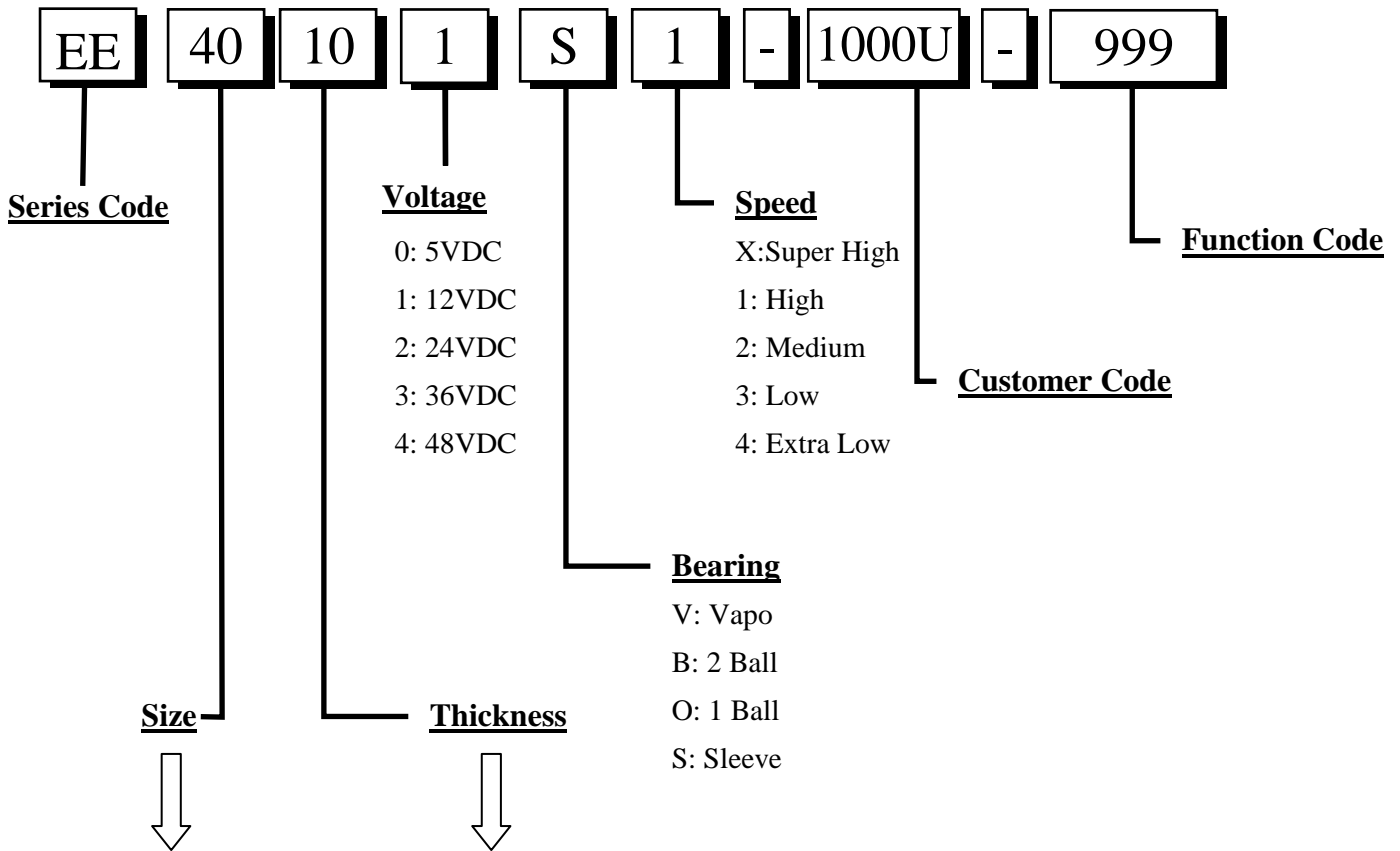 EE 40 10 1 S 1 - 1000U - 999
Series Code
Voltage
0: 5VDC
1: 12VDC
2: 24VDC
3: 36VDC
4: 48VDC
Speed
X:Super High
1: High
2: Medium
3: Low
4: Extra Low
Function Code
Customer Code
Bearing
V: Vapo
B: 2 Ball
O: 1 Ball
S: Sleeve
Size
Thickness